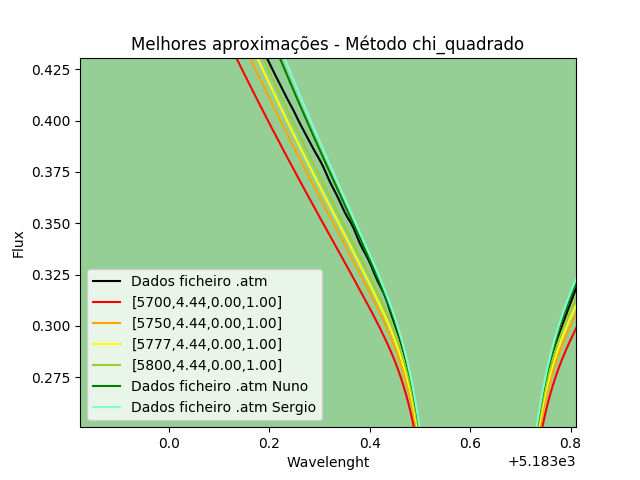 Melhores aproximações - Método chi_quadrado
0.425
0.400
0.375
0.350
0.325
0.300
0.275
Flux
Dados ficheiro .atm
[5700,4.44,0.00,1.00]
[5750,4.44,0.00,1.00]
[5777,4.44,0.00,1.00]
[5800,4.44,0.00,1.00]
Dados ficheiro .atm Nuno
Dados ficheiro .atm Sergio
0.0 0.2 0.4 0.6 0.8
Wavelenght
+5.183e3